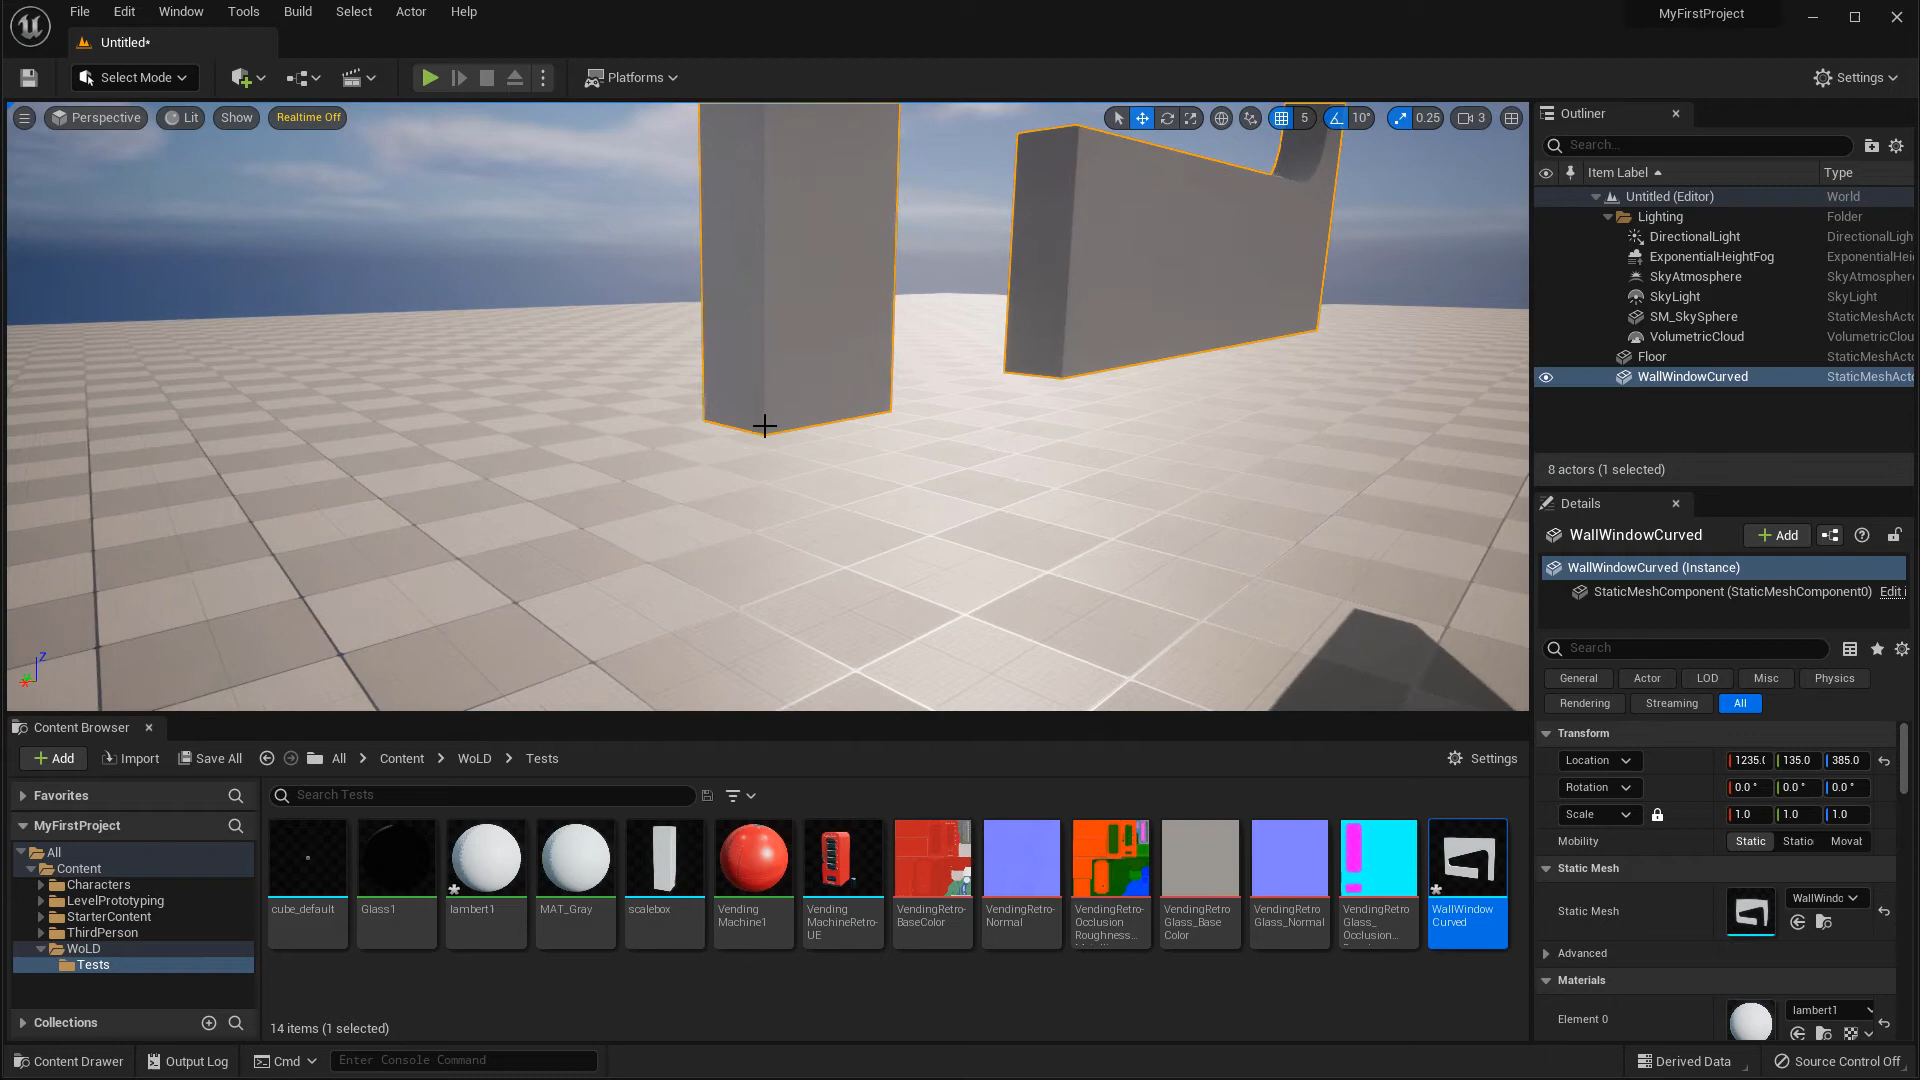 File Edit Window Tools Build Select Actor Help
MyFirstProject
Untitled*
Select Mode
Platforms
Settings
Perspective
Lit
Show
Realtime Off
5
10°
0.25
3
Outliner
Search...
Item Label
Type
Untitled (Editor) World
Lighting Folder
DirectionalLight DirectionalLigh
ExponentialHeightFog ExponentialHei
SkyAtmosphere SkyAtmosphere
SkyLight SkyLight
SM_SkySphere StaticMeshActo
VolumetricCloud VolumetricClou
Floor StaticMeshActo
WallWindowCurved StaticMeshActo
8 actors (1 selected)
Details
WallWindowCurved
Add
WallWindowCurved (Instance)
StaticMeshComponent (StaticMeshComponent0) Edit i
Search
General Actor LOD Misc Physics
Rendering Streaming All
Transform
Location 1235.( 135.0 385.0
Rotation 0.0 ° 0.0 ° 0.0 °
Scale 1.0 1.0 1.0
Mobility Static Statio Movat
Static Mesh
Static Mesh WallWindc
Advanced
Materials
Element 0 lambert1
Z
Content Browser
Add Import Save All All Content WoLD Tests
Settings
Favorites
Search Tests
MyFirstProject
All
Content
Characters
LevelPrototyping
StarterContent
ThirdPerson
WoLD
Tests
Collections
cube_default
Glass1
lambert1
MAT_Gray
scalebox
Vending
Machine1
Vending
MachineRetro-
UE
VendingRetro-
BaseColor
VendingRetro-
Normal
VendingRetro-
Occlusion
Roughness...
VendingRetro
Glass_Base
Color
VendingRetro
Glass_Normal
VendingRetro
Glass_
Occlusion...
WallWindow
Curved
14 items (1 selected)
Content Drawer Output Log Cmd Enter Console Command
Derived Data Source Control Off